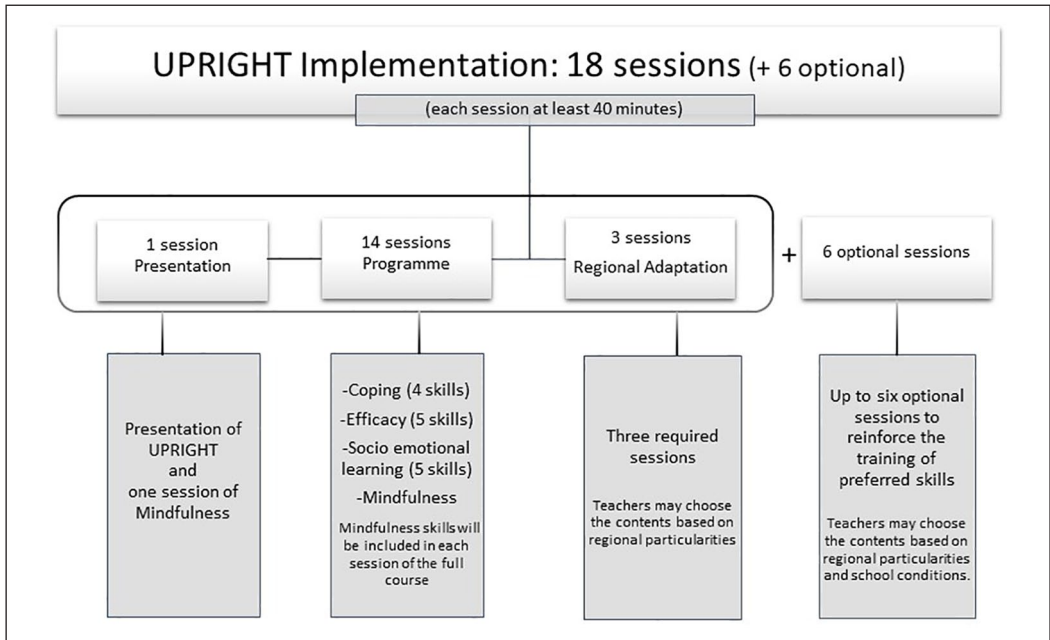 UPRIGHT Implementation: 18 sessions (+ 6 optional)
(each session at least 40 minutes)
1 session
Presentation
14 sessions
Programme
3 sessions
Regional Adaptation
+
6 optional sessions
Presentation of
UPRIGHT
and
one session of
Mindfulness
-Coping (4 skills)
-Efficacy (5 skills)
-Socio emotional
learning (5 skills)
-Mindfulness
Mindfulness skills will
be included in each
session of the full
course
Three required
sessions
Teachers may choose
the contents based on
regional particularities
Up to six optional
sessions to
reinforce the
training of
preferred skills
Teachers may choose
the contents based on
regional particularities
and school conditions.